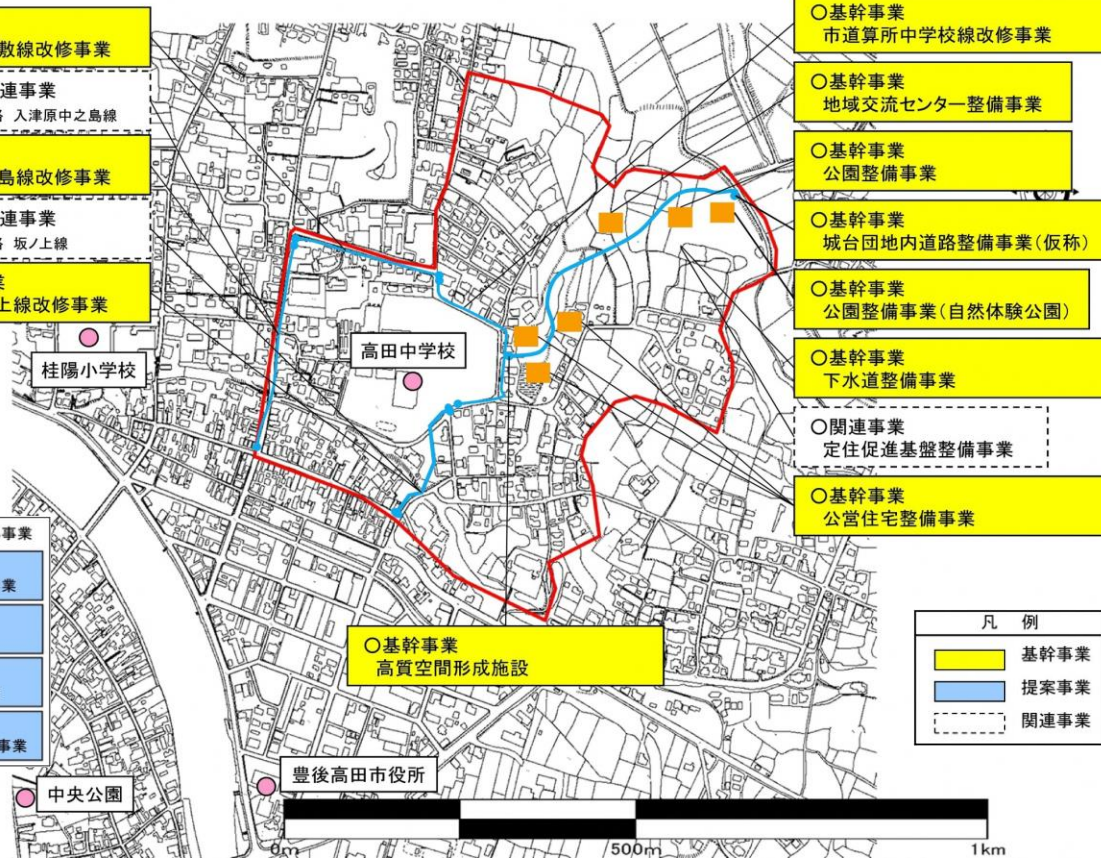 敷線改修事業
連事業
入津原中之島線
島線改修事業
連事業
坂ノ上線
業
上線改修事業
桂陽小学校
高田中学校
○基幹事業
市道算所中学校線改修事業
○基幹事業
地域交流センター整備事業
○基幹事業
公園整備事業
○基幹事業
城台団地内道路整備事業(仮称)
○基幹事業
公園整備事業(自然体験公園)
○基幹事業
下水道整備事業
○関連事業
定住促進基盤整備事業
○基幹事業
公営住宅整備事業
事業
業
事業
○基幹事業
高質空間形成施設
凡 例
基幹事業
提案事業
関連事業
豊後高田市役所
中央公園
0m
500m
1km